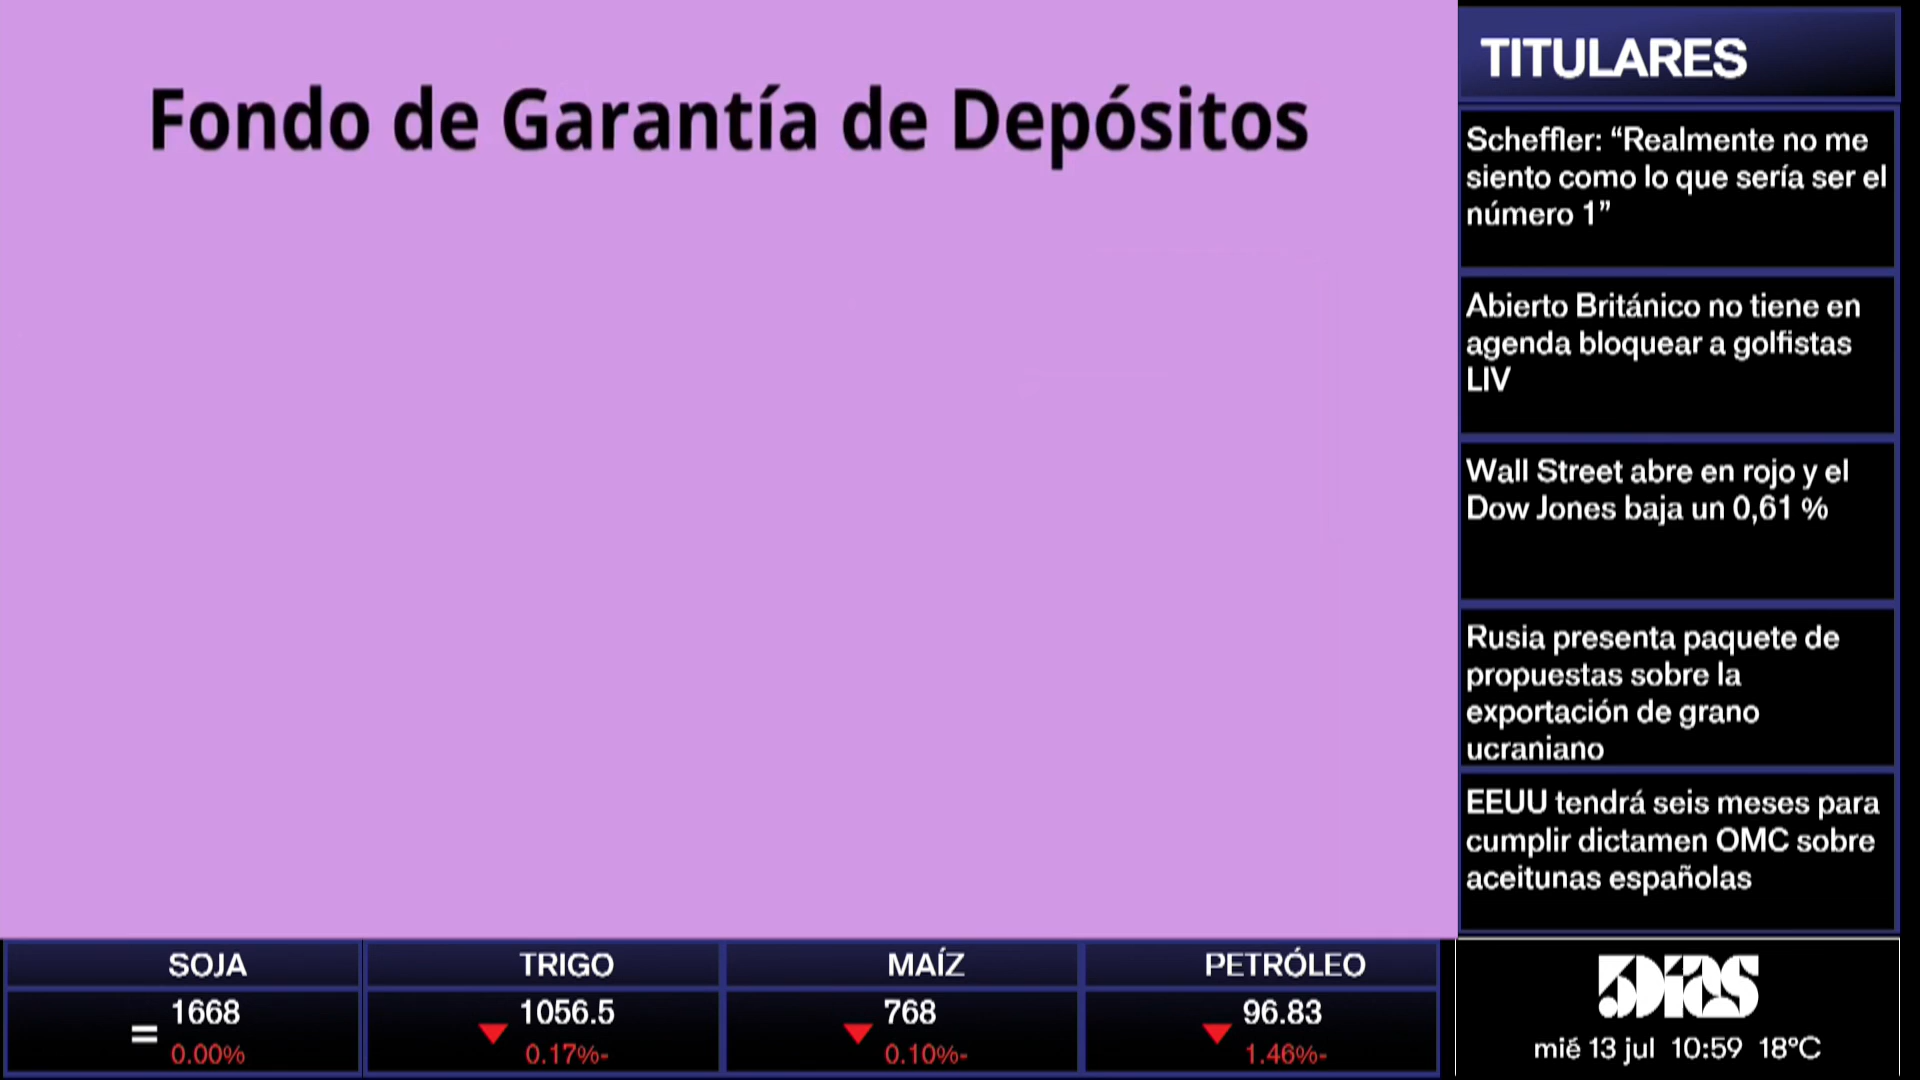 Fondo de Garantía de Depósitos
TITULARES
Scheffler: “Realmente no me
siento como lo que sería ser el
número 1”
Abierto Británico no tiene en
agenda bloquear a golfistas
LIV
Wall Street abre en rojo y el
Dow Jones baja un 0,61 %
Rusia presenta paquete de
propuestas sobre la
exportación de grano
ucraniano
EEUU tendrá seis meses para
cumplir dictamen OMC sobre
aceitunas españolas
SOJA
= 1668
0.00%
TRIGO
1056.5
0.17%-
MAÍZ
768
0.10%-
PETRÓLEO
96.83
1.46%-
5Días
mié 13 jul 10:59 18°C